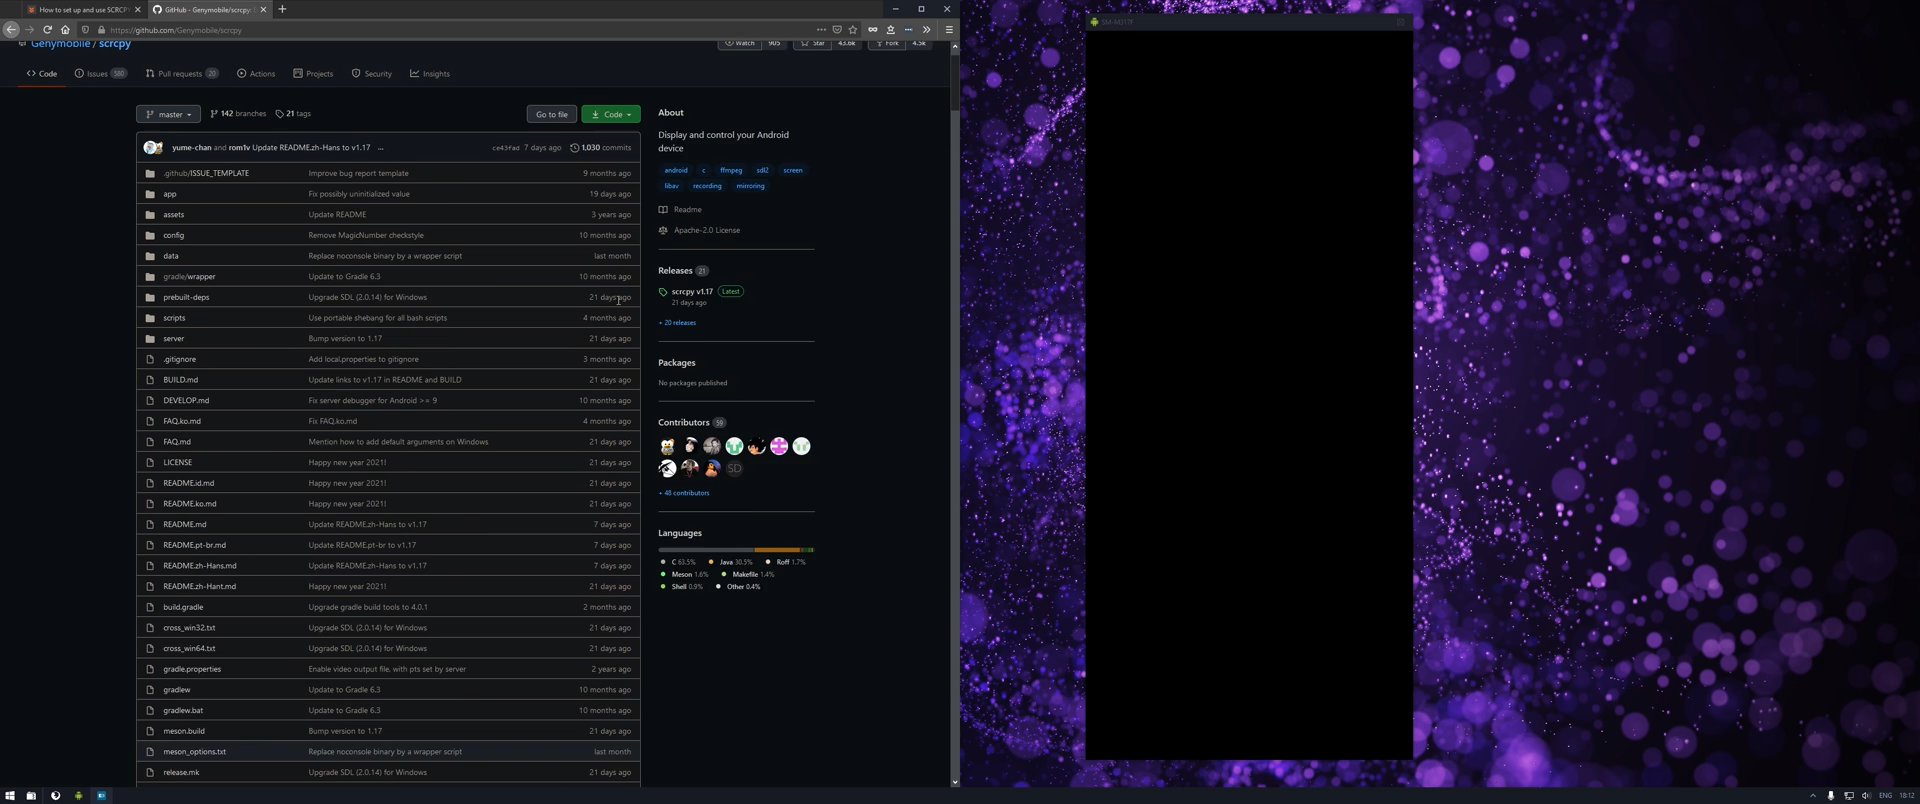 How to set up and use SCRCP
GitHub - Genymobile/scrcpy:
https://github.com/Genymobile/scrcpy
Genymobile / scrcpy
Watch 905 Star 43.6k Fork 4.5k
Code Issues 580 Pull requests 20 Actions Projects Security Insights
master 142 branches 21 tags Go to file Code
yume-chan and rom1v Update README.zh-Hans to v1.17 ... ce43fad 7 days ago 1,030 commits
.github/ISSUE_TEMPLATE Improve bug report template 9 months ago
app Fix possibly uninitialized value 19 days ago
assets Update README 3 years ago
config Remove MagicNumber checkstyle 10 months ago
data Replace noconsole binary by a wrapper script last month
gradle/wrapper Update to Gradle 6.3 10 months ago
prebuilt-deps Upgrade SDL (2.0.14) for Windows 21 days ago
scripts Use portable shebang for all bash scripts 4 months ago
server Bump version to 1.17 21 days ago
.gitignore Add local.properties to gitignore 3 months ago
BUILD.md Update links to v1.17 in README and BUILD 21 days ago
DEVELOP.md Fix server debugger for Android >= 9 10 months ago
FAQ.ko.md Fix FAQ.ko.md 4 months ago
FAQ.md Mention how to add default arguments on Windows 21 days ago
LICENSE Happy new year 2021! 21 days ago
README.id.md Happy new year 2021! 21 days ago
README.ko.md Happy new year 2021! 21 days ago
README.md Update README.zh-Hans to v1.17 7 days ago
README.pt-br.md Update README.pt-br to v1.17 7 days ago
README.zh-Hans.md Update README.zh-Hans to v1.17 7 days ago
README.zh-Hant.md Happy new year 2021! 21 days ago
build.gradle Upgrade gradle build tools to 4.0.1 2 months ago
cross_win32.txt Upgrade SDL (2.0.14) for Windows 21 days ago
cross_win64.txt Upgrade SDL (2.0.14) for Windows 21 days ago
gradle.properties Enable video output file, with pts set by server 2 years ago
gradlew Update to Gradle 6.3 10 months ago
gradlew.bat Update to Gradle 6.3 10 months ago
meson.build Bump version to 1.17 21 days ago
meson_options.txt Replace noconsole binary by a wrapper script last month
release.mk Upgrade SDL (2.0.14) for Windows 21 days ago
About
Display and control your Android
device
android c ffmpeg sdl2 screen
libav recording mirroring
Readme
Apache-2.0 License
Releases 21
scrcpy v1.17 Latest
21 days ago
+ 20 releases
Packages
No packages published
Contributors 59
SD
+ 48 contributors
Languages
C 63.5% Java 30.5% Roff 1.7%
Meson 1.6% Makefile 1.4%
Shell 0.9% Other 0.4%
SM-M317F
ENG 18:12